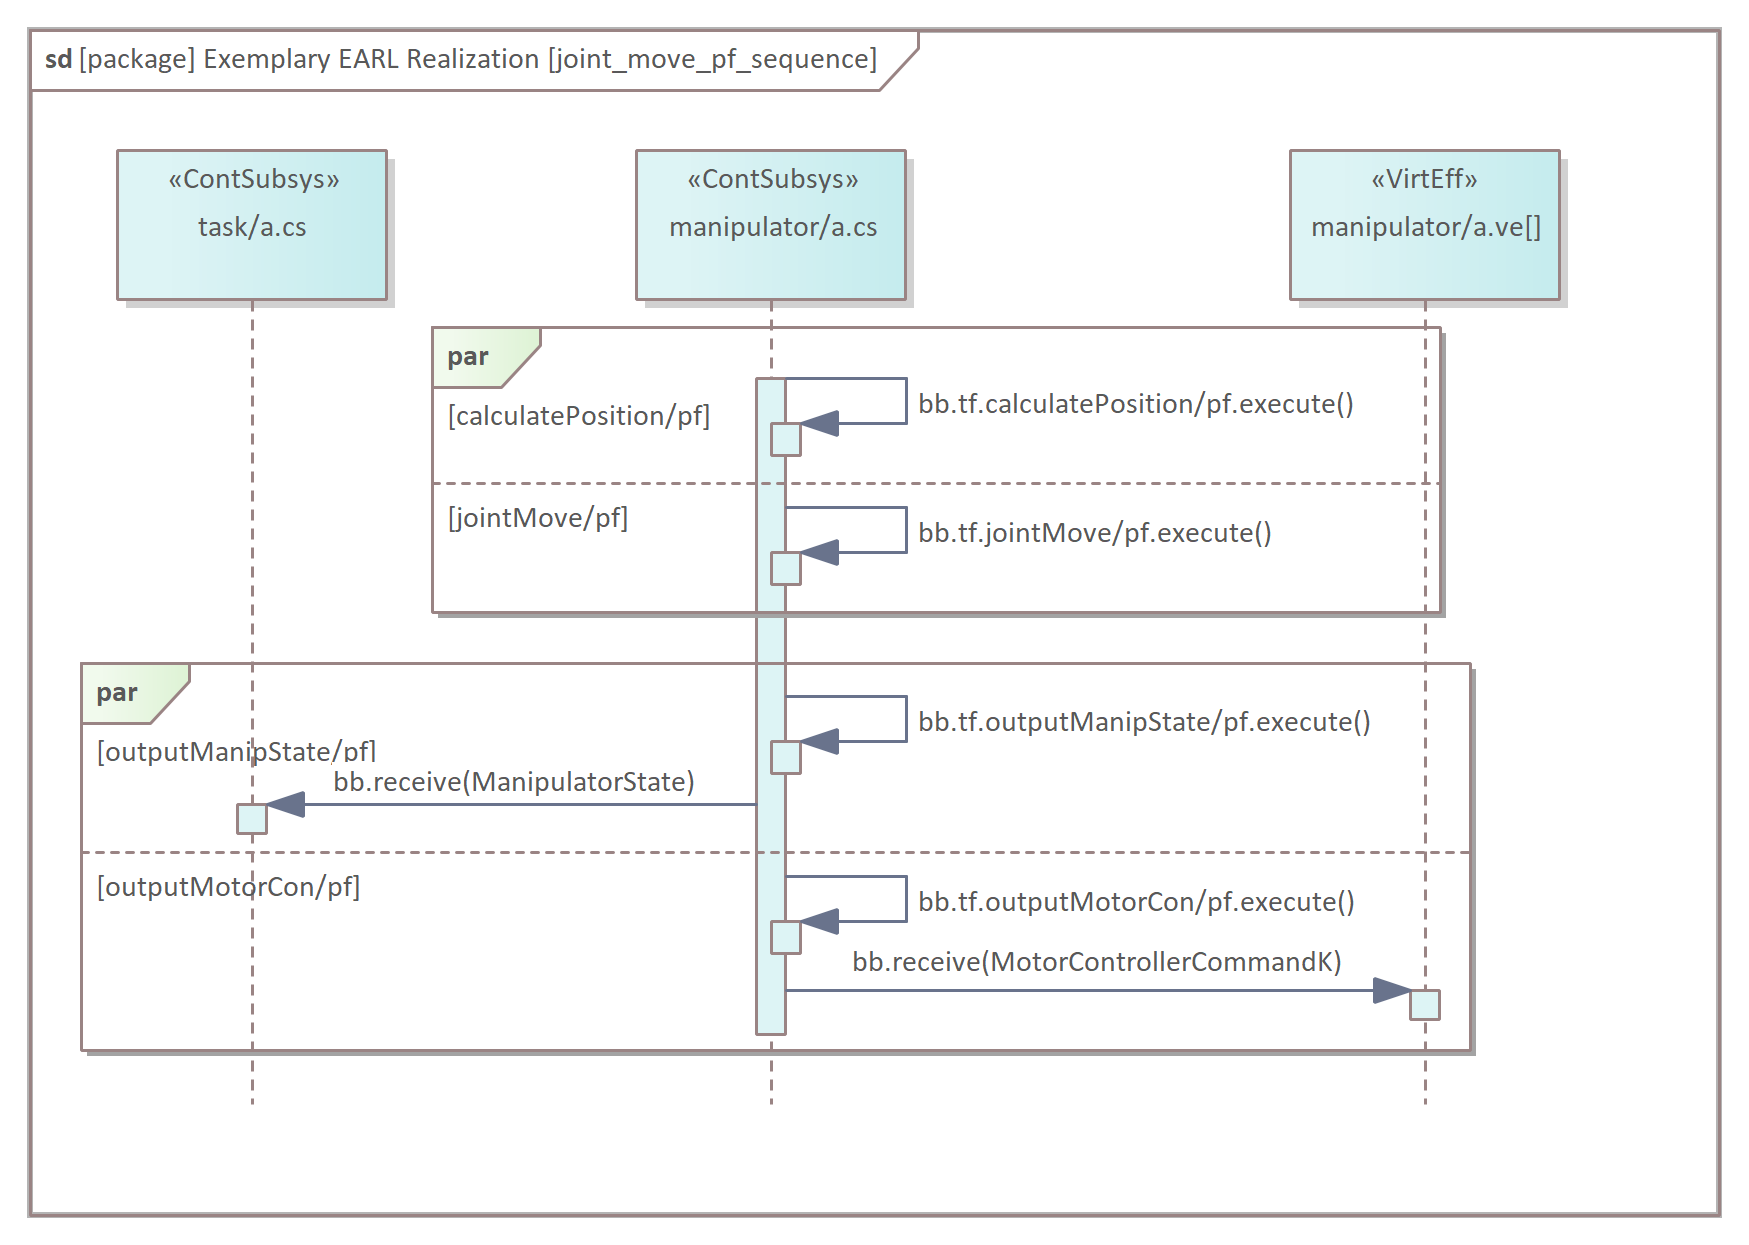 sd [package] Exemplary EARL Realization [joint_move_pf_sequence]
«ContSubsys»
task/a.cs
«ContSubsys»
manipulator/a.cs
«VirtEff»
manipulator/a.ve[]
par
[calculatePosition/pf]
bb.tf.calculatePosition/pf.execute()
[jointMove/pf]
bb.tf.jointMove/pf.execute()
par
[outputManipState/pf]
bb.tf.outputManipState/pf.execute()
bb.receive(ManipulatorState)
[outputMotorCon/pf]
bb.tf.outputMotorCon/pf.execute()
bb.receive(MotorControllerCommandK)